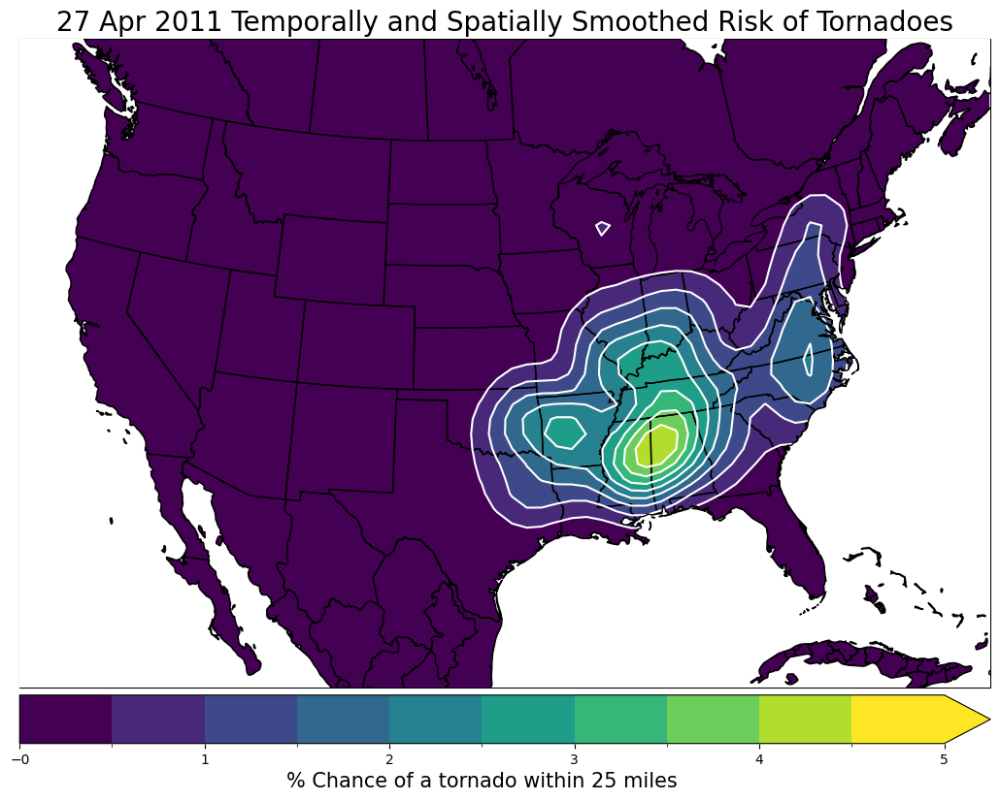 27 Apr 2011 Temporally and Spatially Smoothed Risk of Tornadoes
−0 1 2 3 4 5
% Chance of a tornado within 25 miles